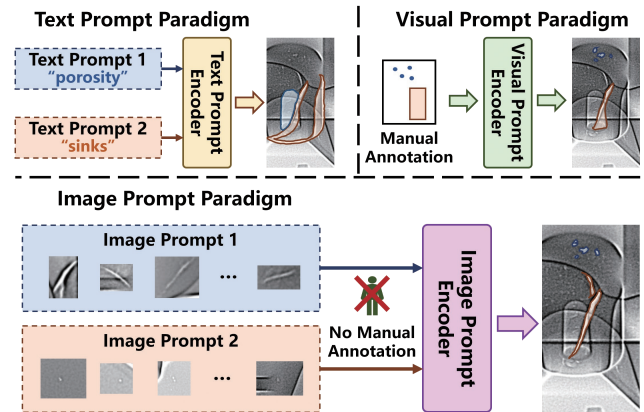 Text Prompt Paradigm
Text Prompt 1
“porosity”
Text Prompt 2
“sinks”
Text Prompt
Encoder
Visual Prompt Paradigm
Manual
Annotation
Visual Prompt
Encoder
Image Prompt Paradigm
Image Prompt 1
...
Image Prompt 2
...
No Manual
Annotation
Image Prompt
Encoder